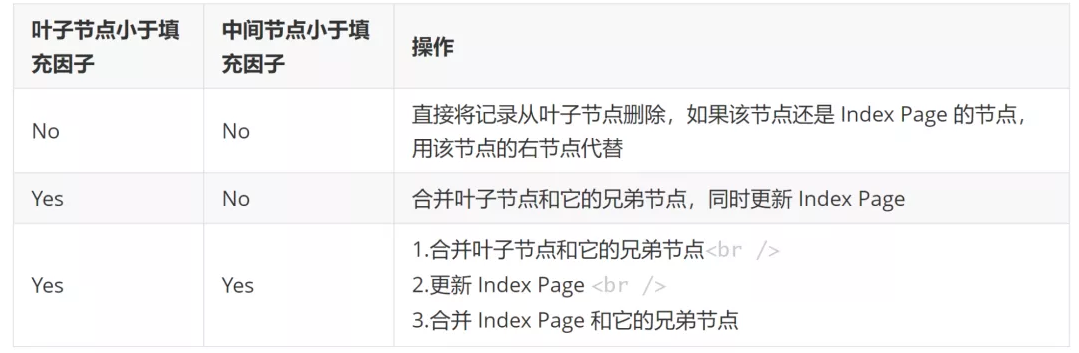 叶子节点小于填
充因子
中间节点小于填
充因子
操作
No
No
直接将记录从叶子节点删除，如果该节点还是 Index Page 的节点，
用该节点的右节点代替
Yes
No
合并叶子节点和它的兄弟节点，同时更新 Index Page
Yes
Yes
1.合并叶子节点和它的兄弟节点<br />
2.更新 Index Page <br />
3.合并 Index Page 和它的兄弟节点